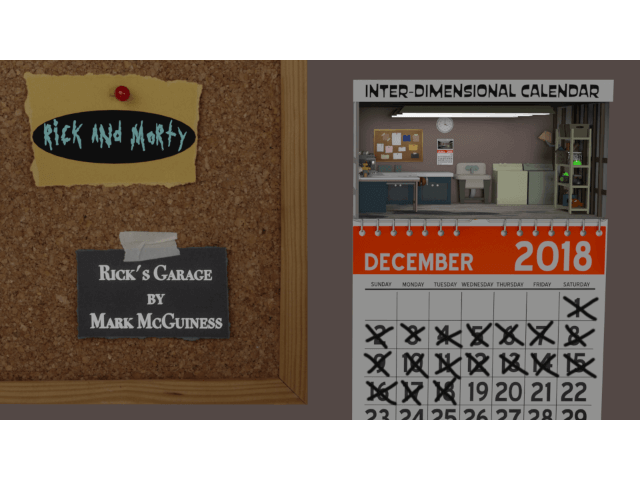 Rick and Morty
Rick's Garage
by
Mark McGuiness
INTER-DIMENSIONAL CALENDAR
DECEMBER 2018
SUNDAY MONDAY TUESDAY WEDNESDAY THURSDAY FRIDAY SATURDAY
1
2 3 4 5 6 7 8
9 10 11 12 13 14 15
16 17 18 19 20 21 22
23 24 25 26 27 28 29